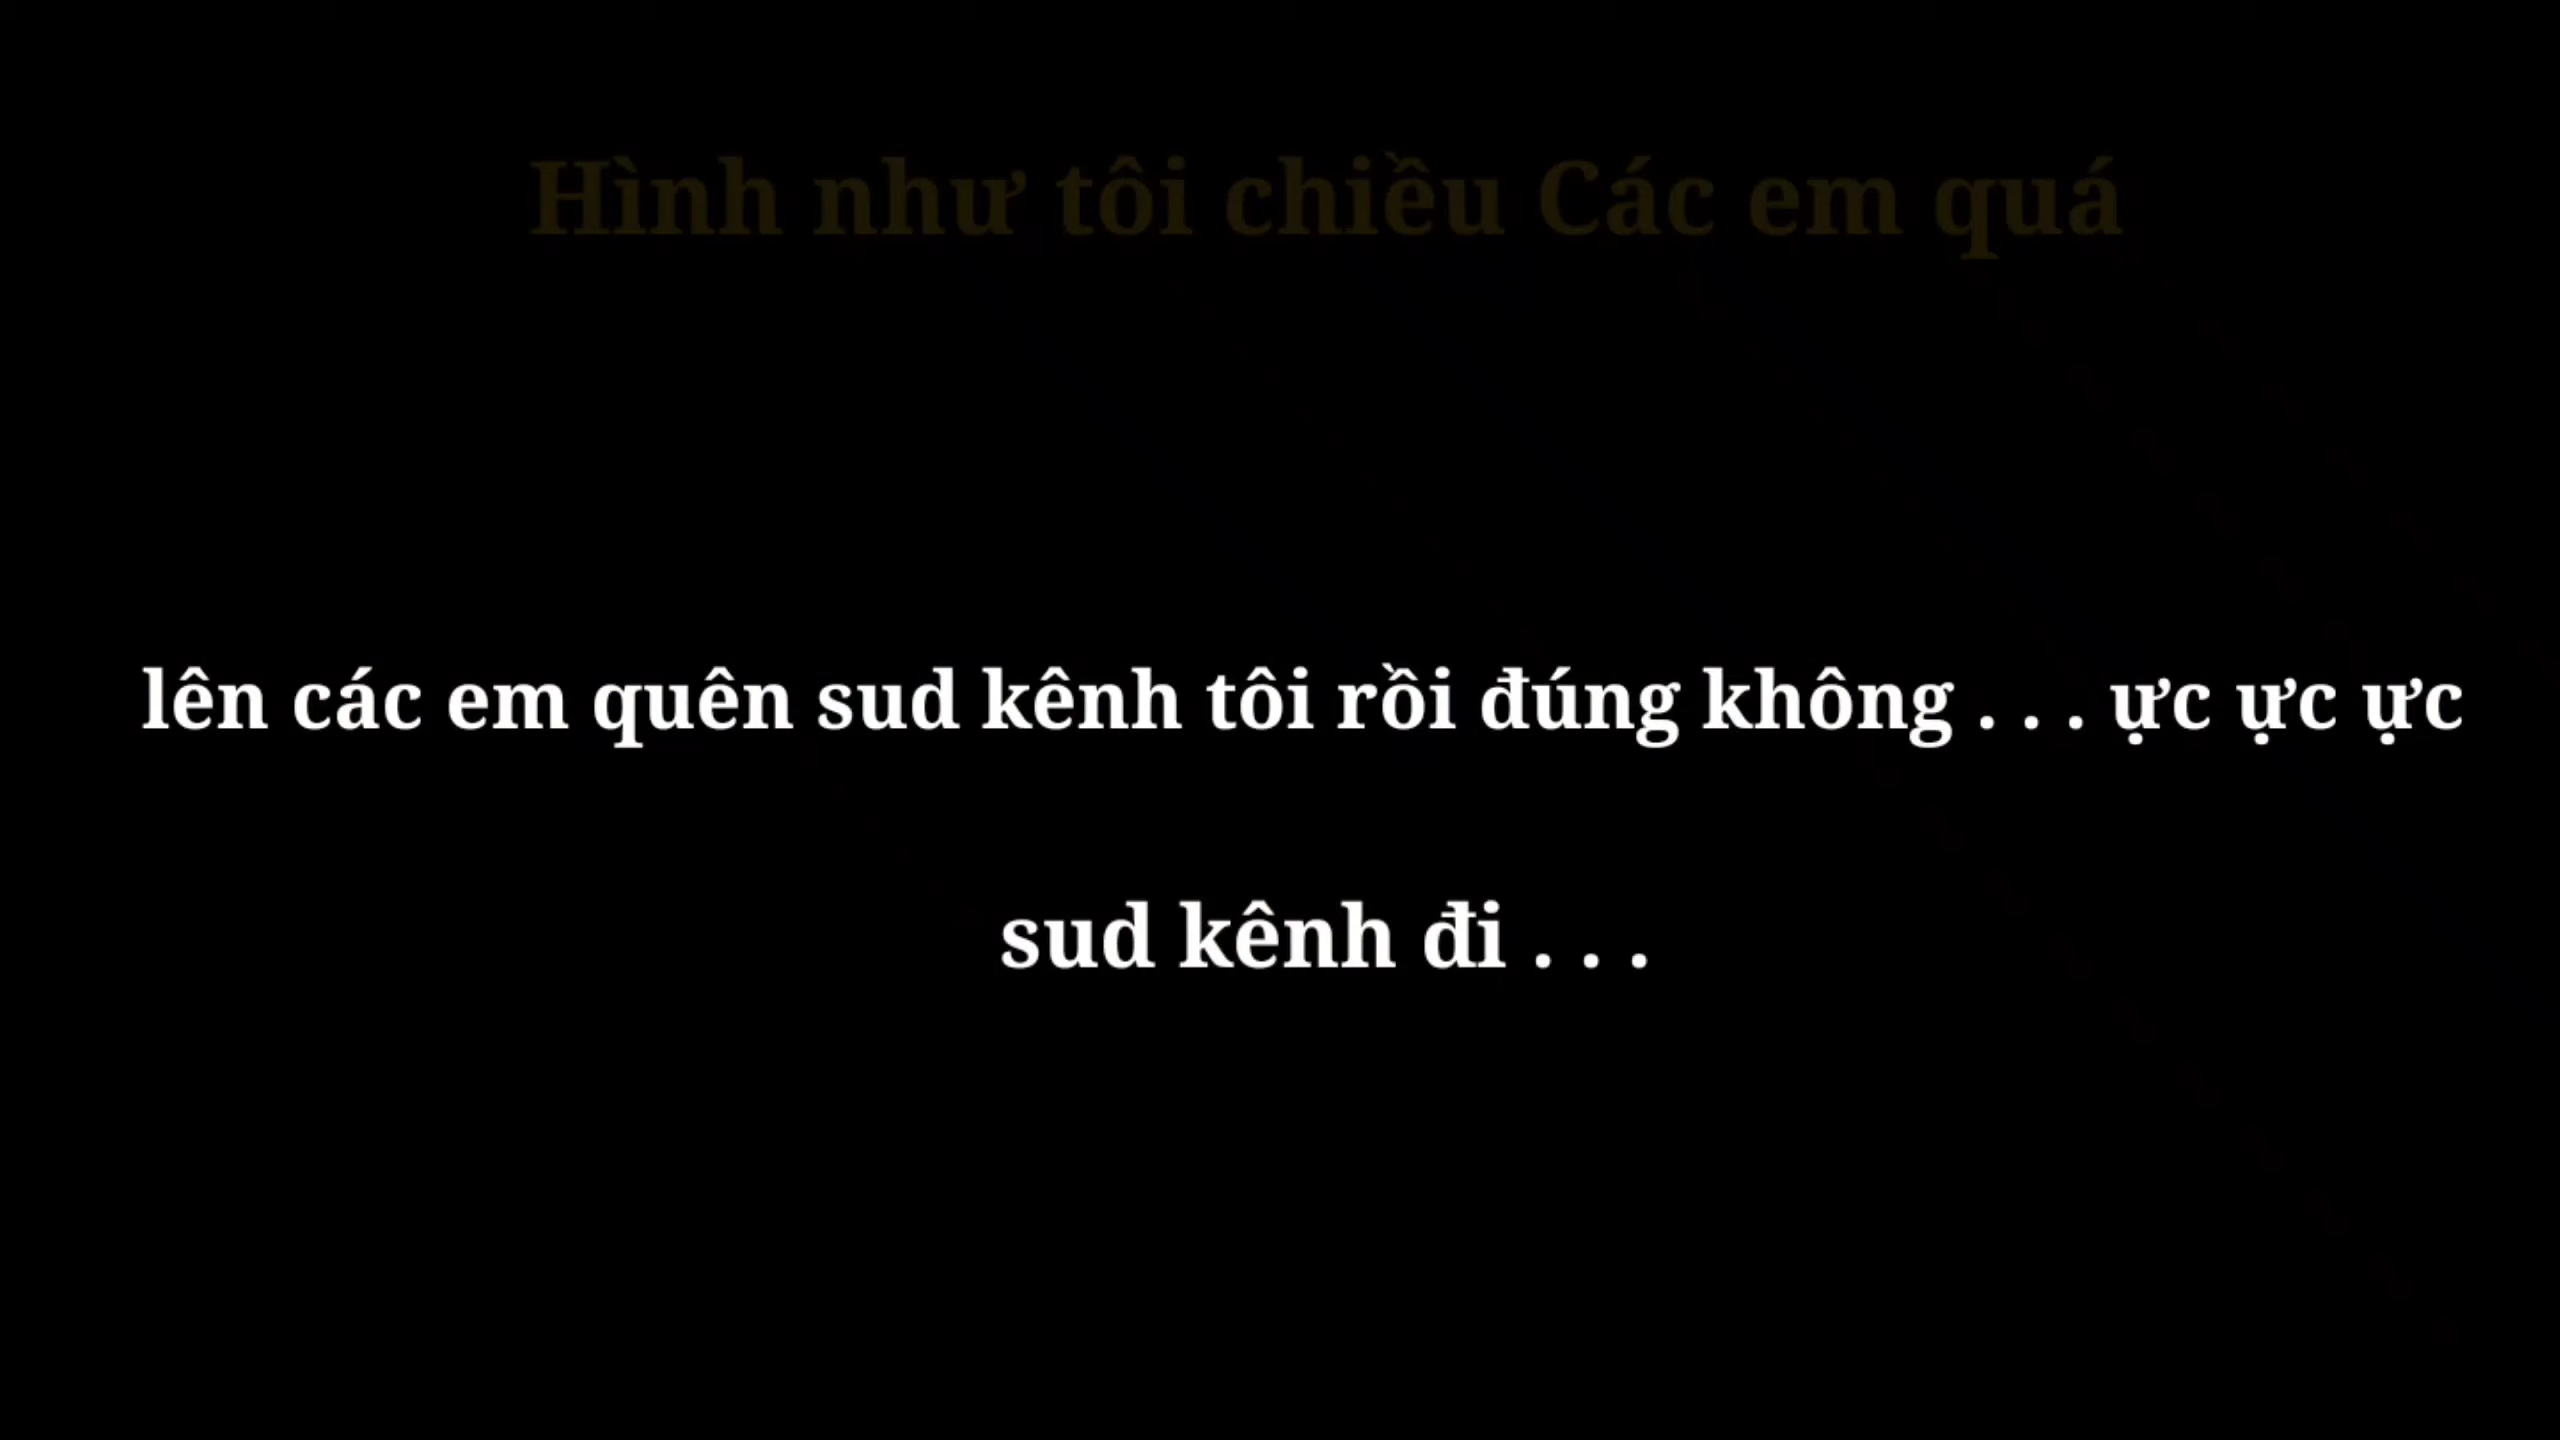 Hình như tôi chiều Các em quá
lên các em quên sud kênh tôi rồi đúng không . . . ực ực ực
sud kênh đi . . .